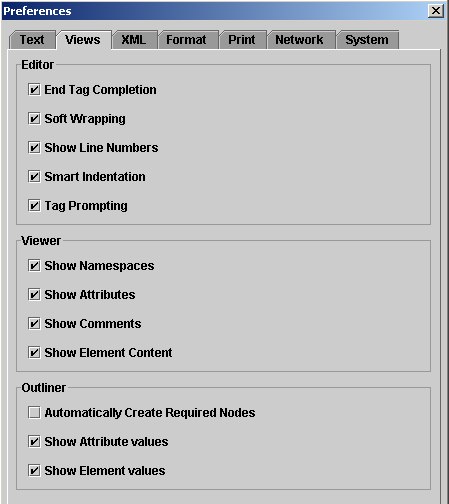 Preferences
Text Views XML Format Print Network System
Editor
End Tag Completion
Soft Wrapping
Show Line Numbers
Smart Indentation
Tag Prompting
Viewer
Show Namespaces
Show Attributes
Show Comments
Show Element Content
Outliner
Automatically Create Required Nodes
Show Attribute values
Show Element values